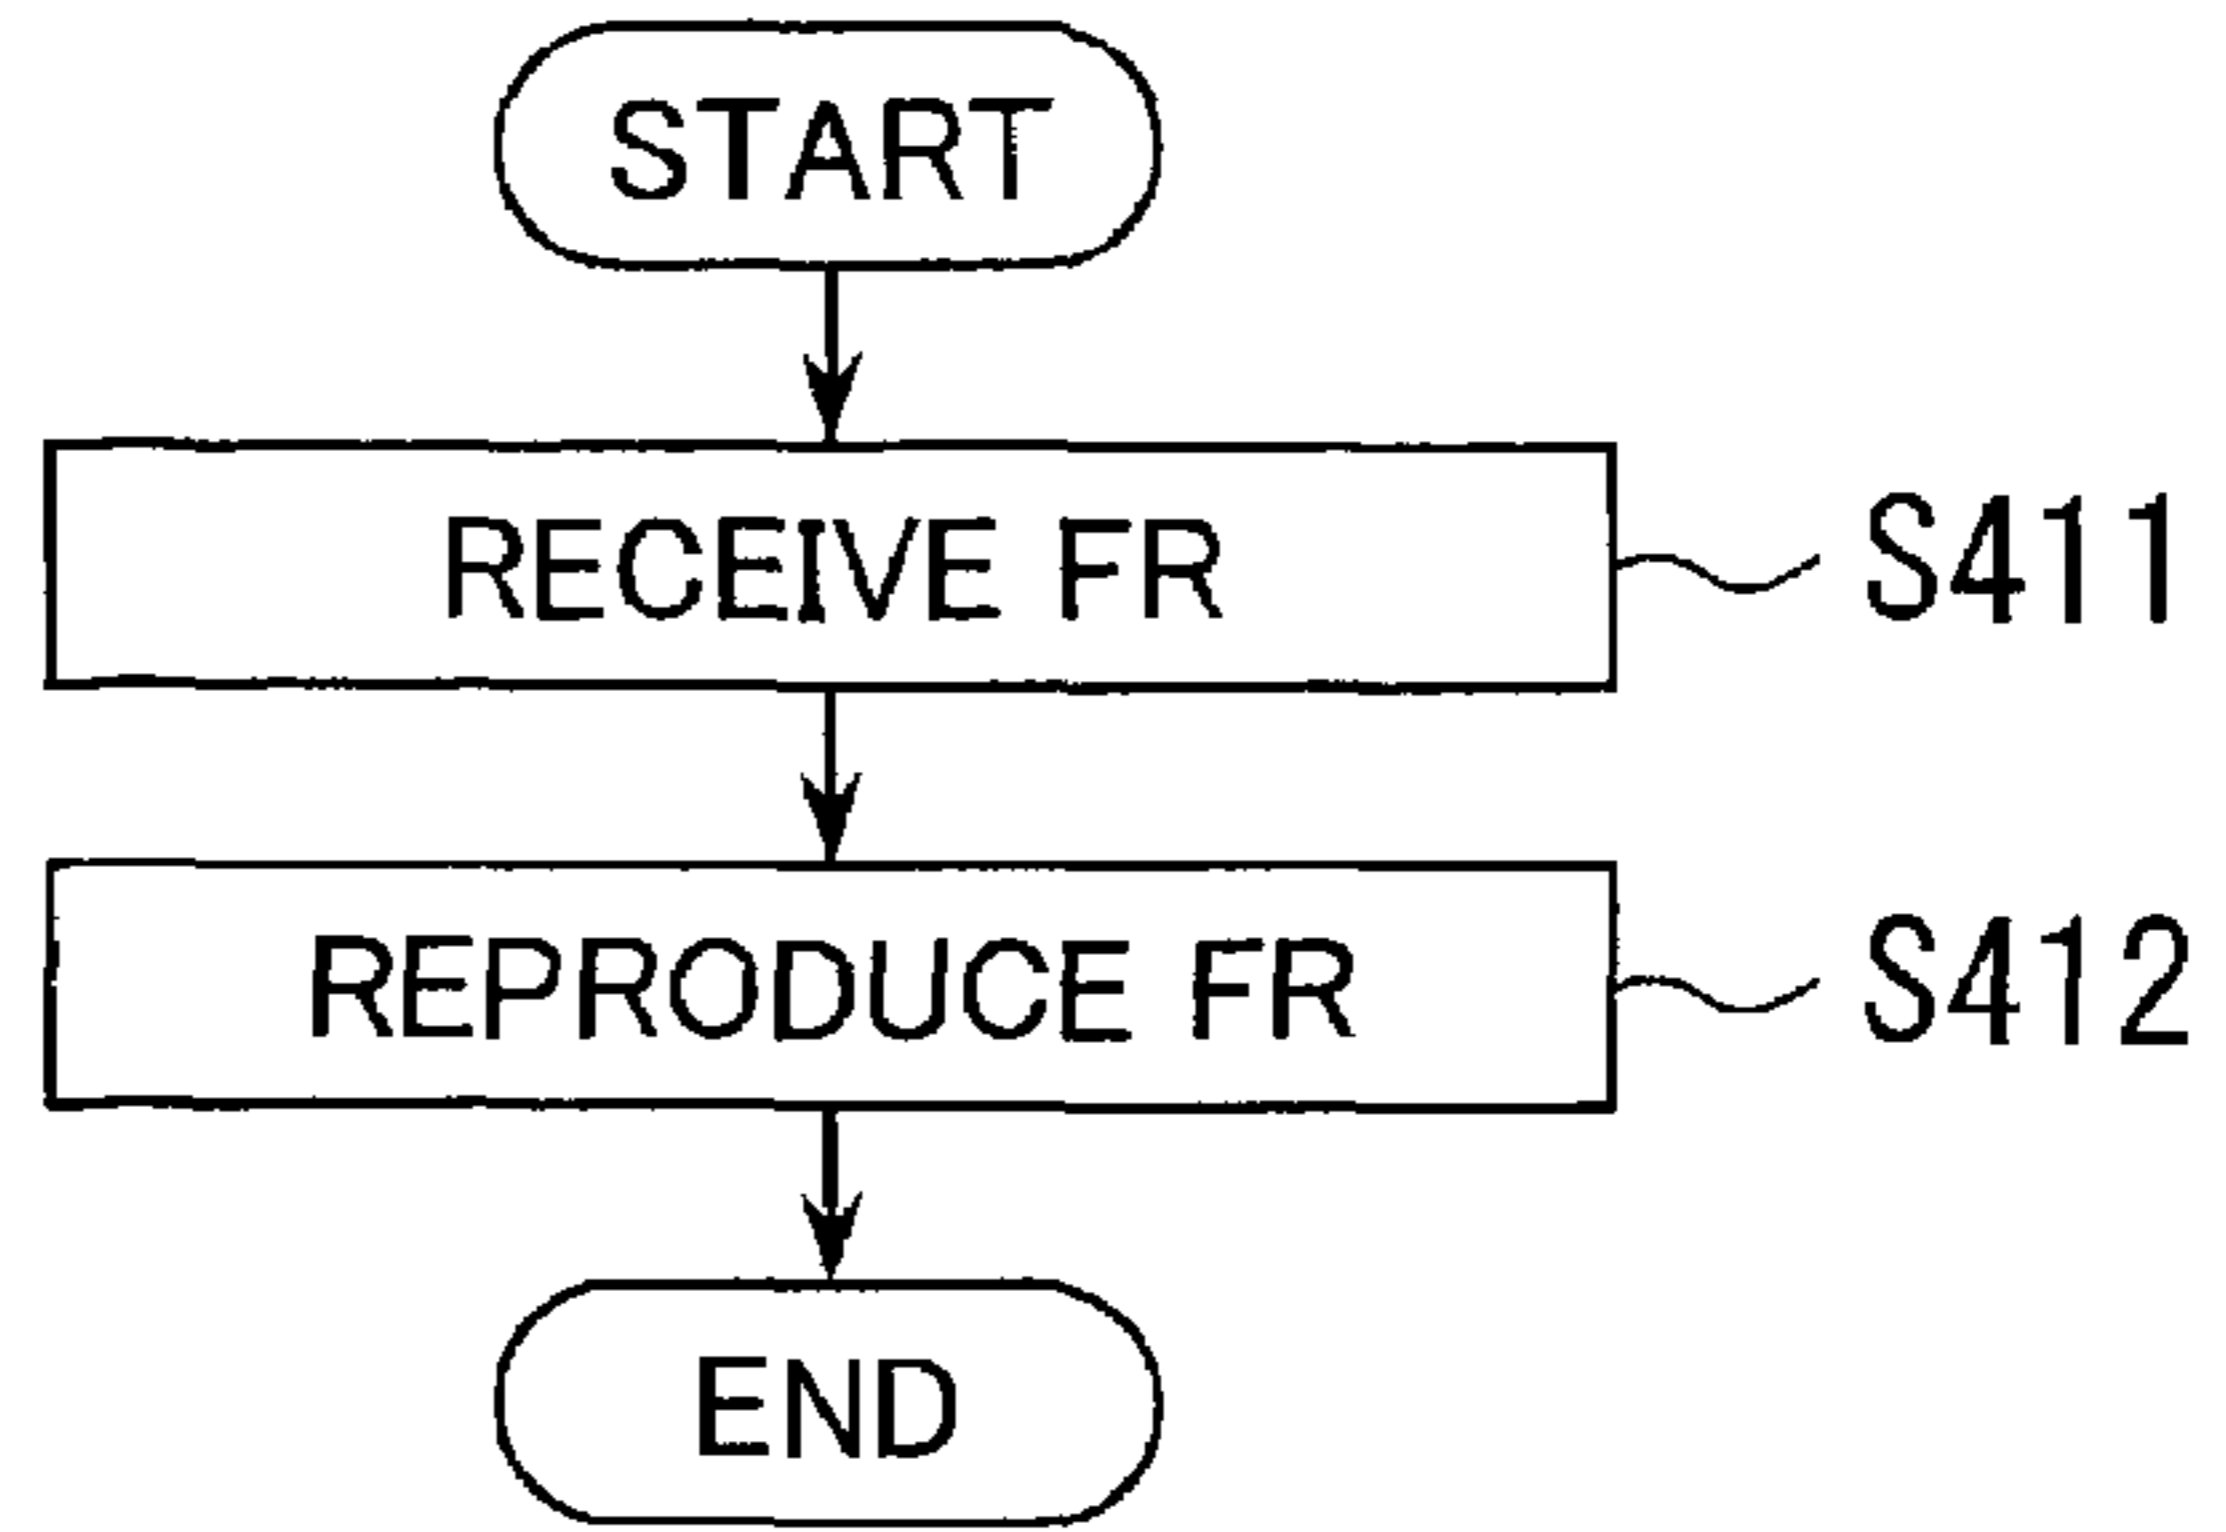 START
RECEIVE FR
S411
REPRODUCE FR
S412
END